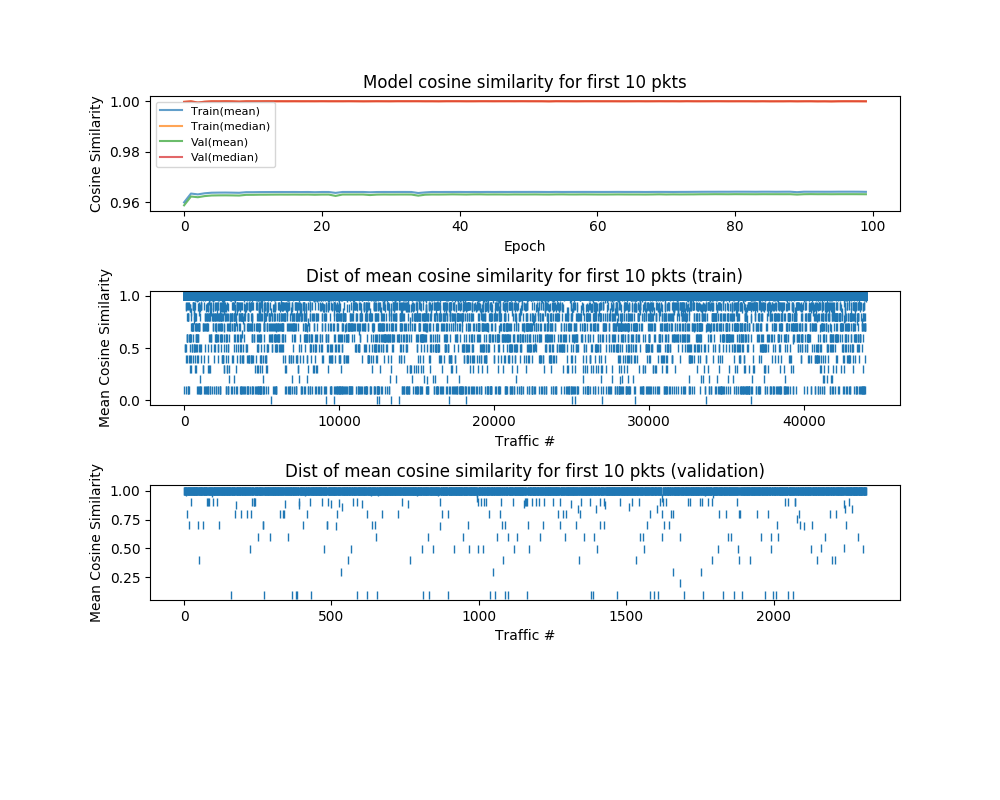 Model cosine similarity for first 10 pkts
Cosine Similarity
1.00
0.98
0.96
Train(mean)
Train(median)
Val(mean)
Val(median)
0 20 40 60 80 100
Epoch
Dist of mean cosine similarity for first 10 pkts (train)
Mean Cosine Similarity
1.0
0.5
0.0
0 10000 20000 30000 40000
Traffic #
Dist of mean cosine similarity for first 10 pkts (validation)
Mean Cosine Similarity
1.00
0.75
0.50
0.25
0 500 1000 1500 2000
Traffic #